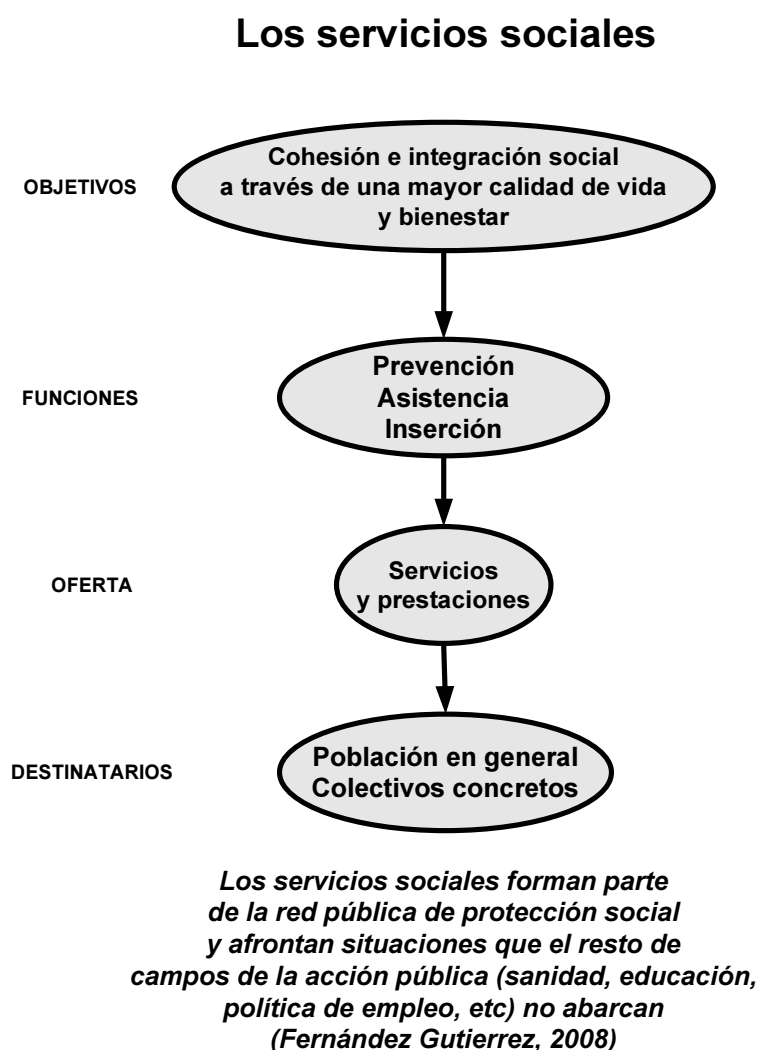 Los servicios sociales
OBJETIVOS
Cohesión e integración social
a través de una mayor calidad de vida
y bienestar
FUNCIONES
Prevención
Asistencia
Inserción
OFERTA
Servicios
y prestaciones
DESTINATARIOS
Población en general
Colectivos concretos
Los servicios sociales forman parte
de la red pública de protección social
y afrontan situaciones que el resto de
campos de la acción pública (sanidad, educación,
política de empleo, etc) no abarcan
(Fernández Gutierrez, 2008)